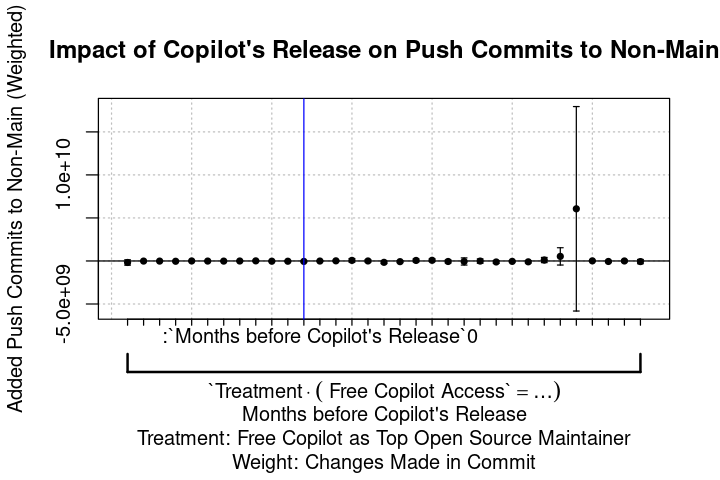 Impact of Copilot's Release on Push Commits to Non-Main
Added Push Commits to Non-Main (Weighted)
1.0e+10
-5.0e+09
:`Months before Copilot's Release`0
`Treatment · ( Free Copilot Access` = ...)
Months before Copilot's Release
Treatment: Free Copilot as Top Open Source Maintainer
Weight: Changes Made in Commit